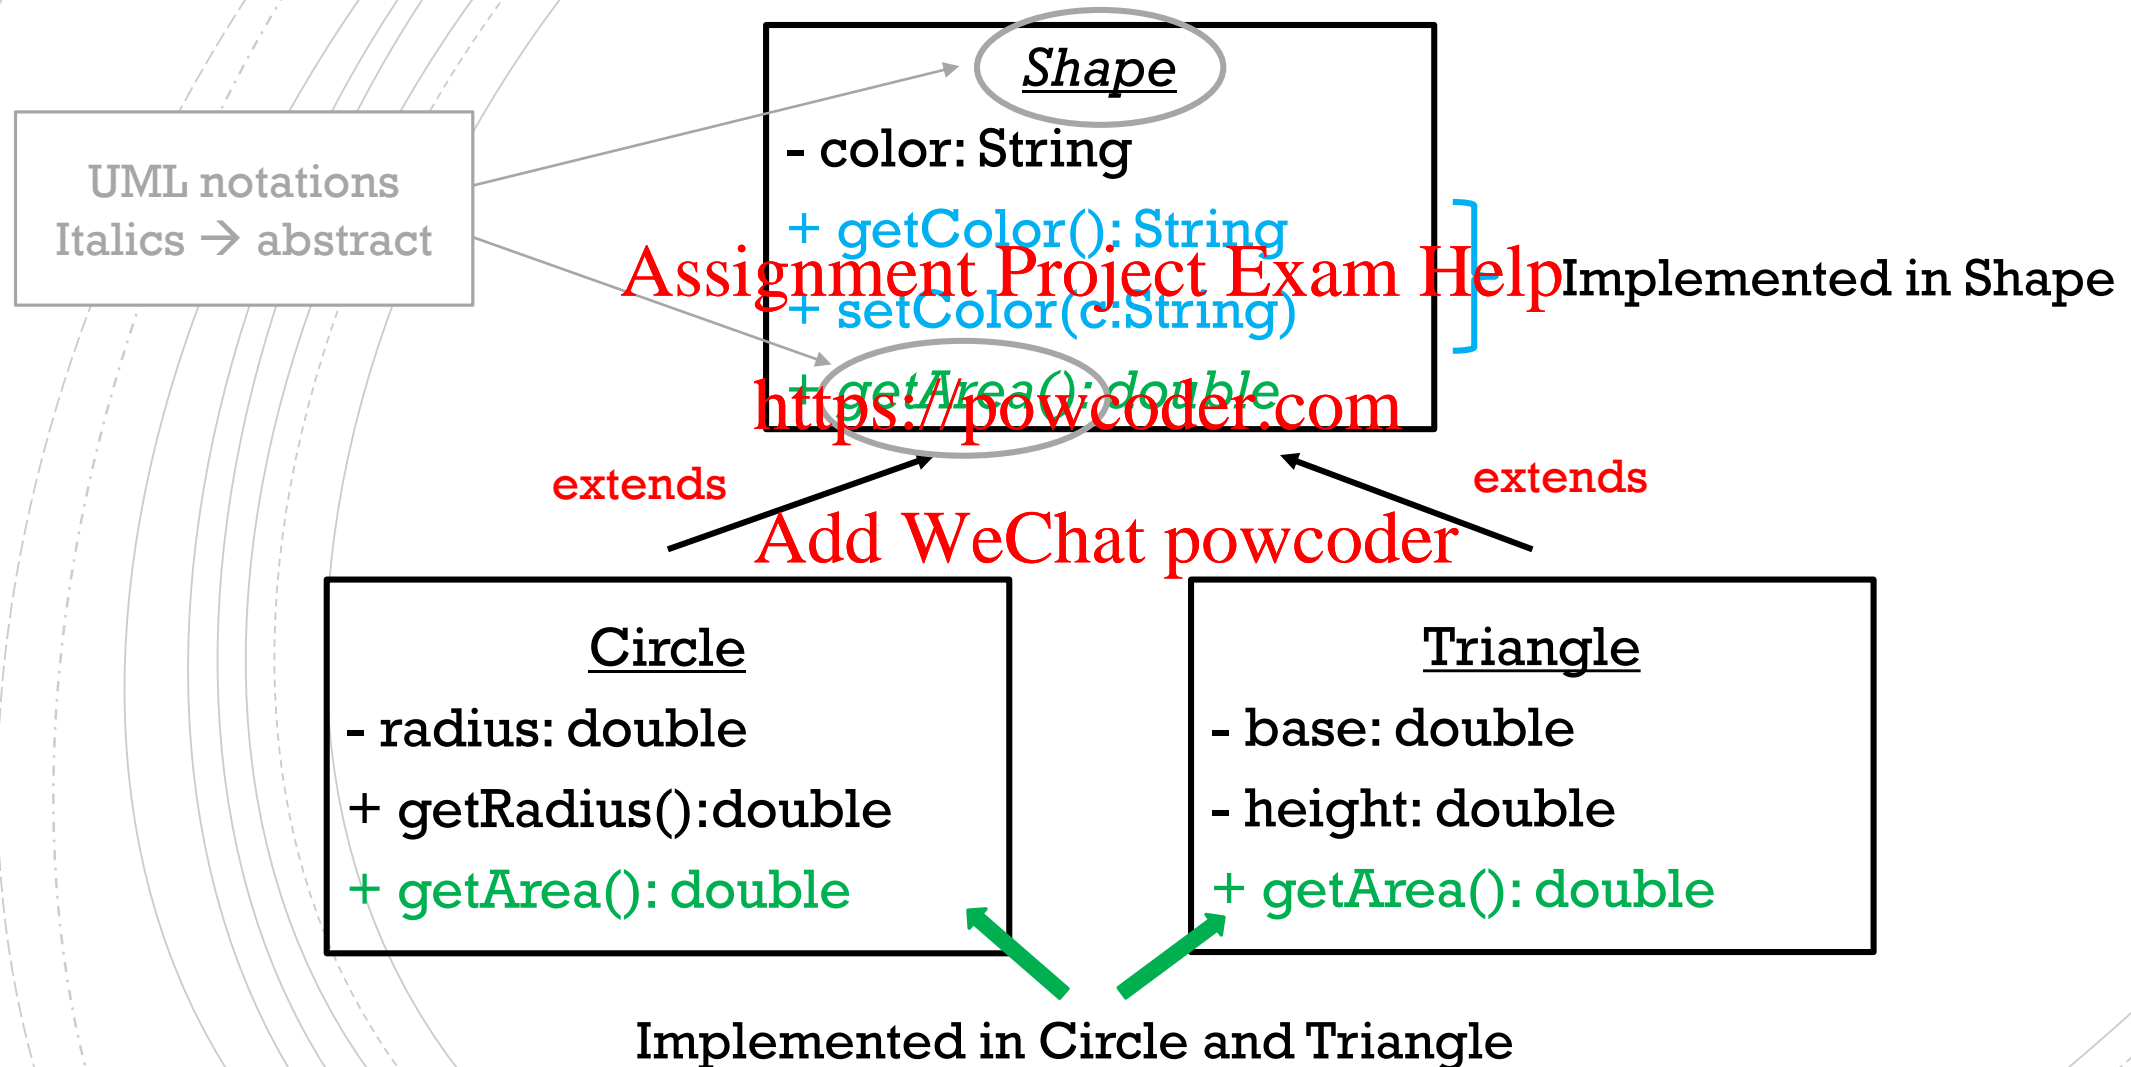 Shape
- color: String
UML notations
Italics → abstract
+ getColor(): String
Assignment Project Exam Help
Implemented in Shape
+ setColor(c:String)
+ getArea(): double
https://powcoder.com
extends
extends
Add WeChat powcoder
Circle
- radius: double
+ getRadius():double
+ getArea(): double
Triangle
- base: double
- height: double
+ getArea(): double
Implemented in Circle and Triangle